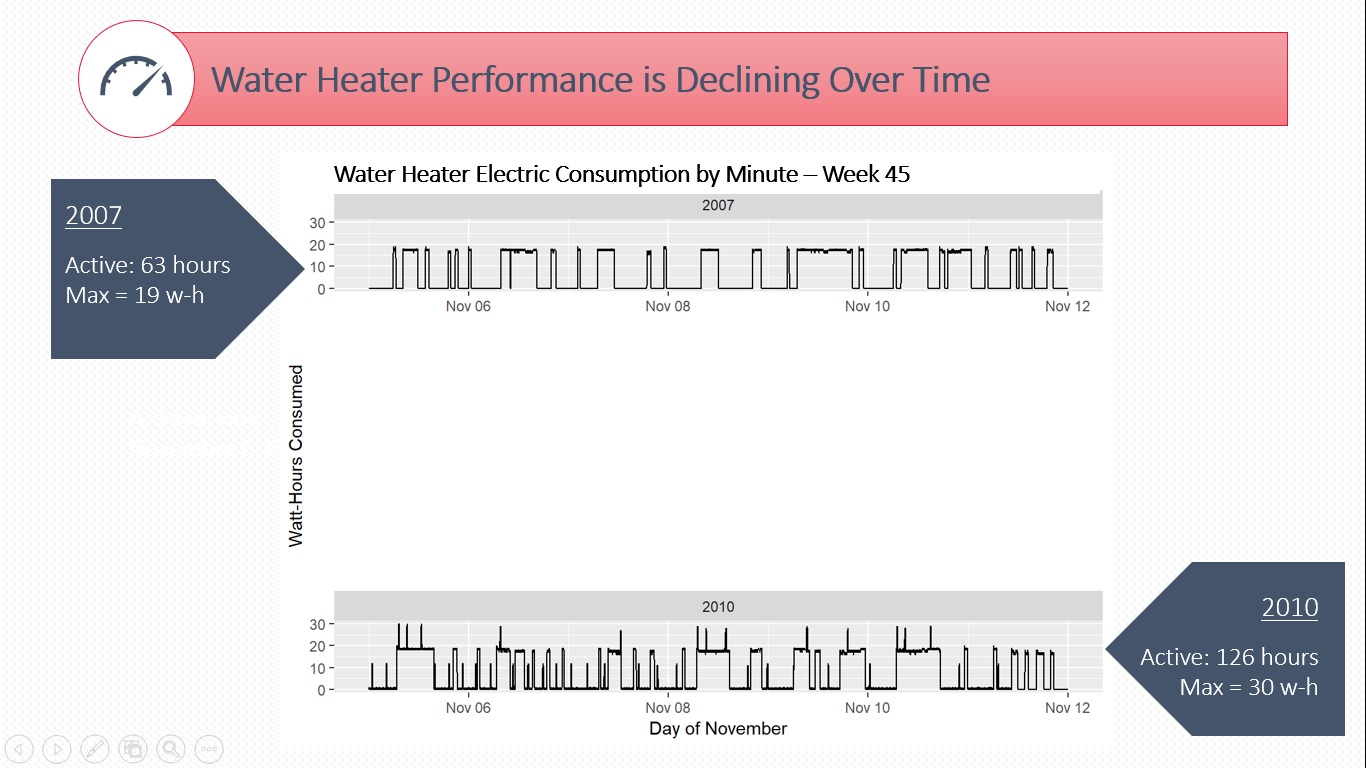 Water Heater Performance is Declining Over Time
2007
Active: 63 hours
Max = 19 w-h
Water Heater Electric Consumption by Minute – Week 45
2007
30
20
10
0
Nov 06 Nov 08 Nov 10 Nov 12
Watt-Hours Consumed
2010
30
20
10
0
Nov 06 Nov 08 Nov 10 Nov 12
Day of November
2010
Active: 126 hours
Max = 30 w-h